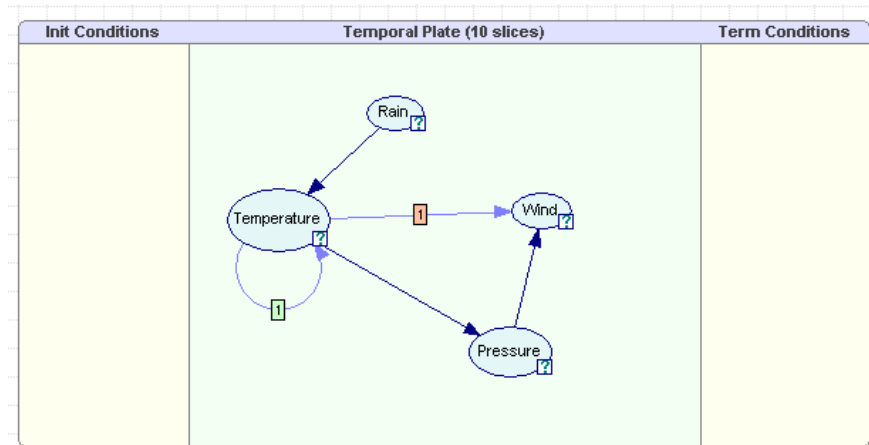 Init Conditions
Temporal Plate (10 slices)
Term Conditions
Rain
?
Temperature
?
1
Wind
?
1
Pressure
?